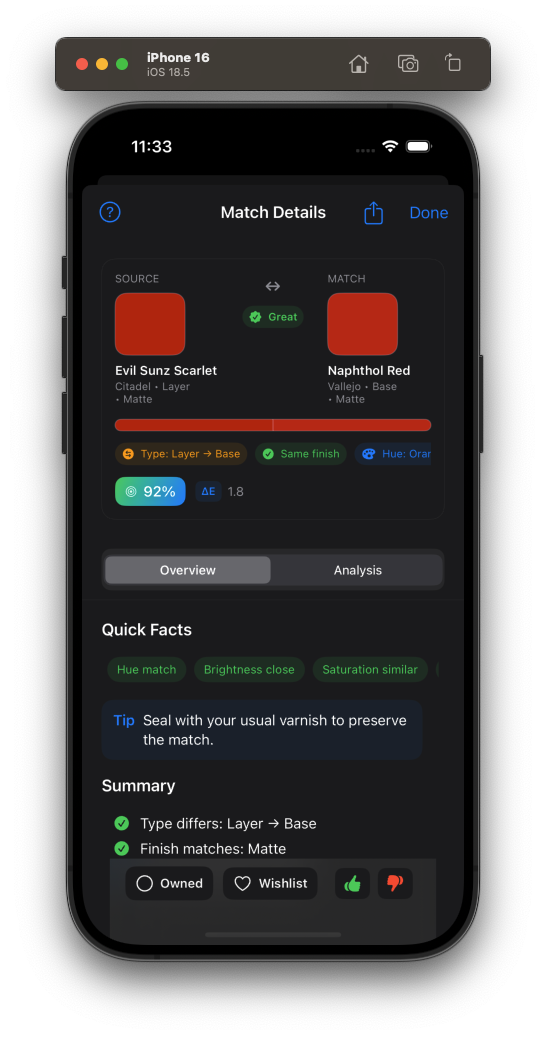 iPhone 16
iOS 18.5
11:33
?
Match Details
Done
SOURCE
MATCH
Great
Evil Sunz Scarlet
Citadel • Layer
• Matte
Naphthol Red
Vallejo • Base
• Matte
Type: Layer → Base
Same finish
Hue: Oran
92%
ΔE
1.8
Overview
Analysis
Quick Facts
Hue match
Brightness close
Saturation similar
Tip
Seal with your usual varnish to preserve
the match.
Summary
Type differs: Layer → Base
Finish matches: Matte
Owned
Wishlist